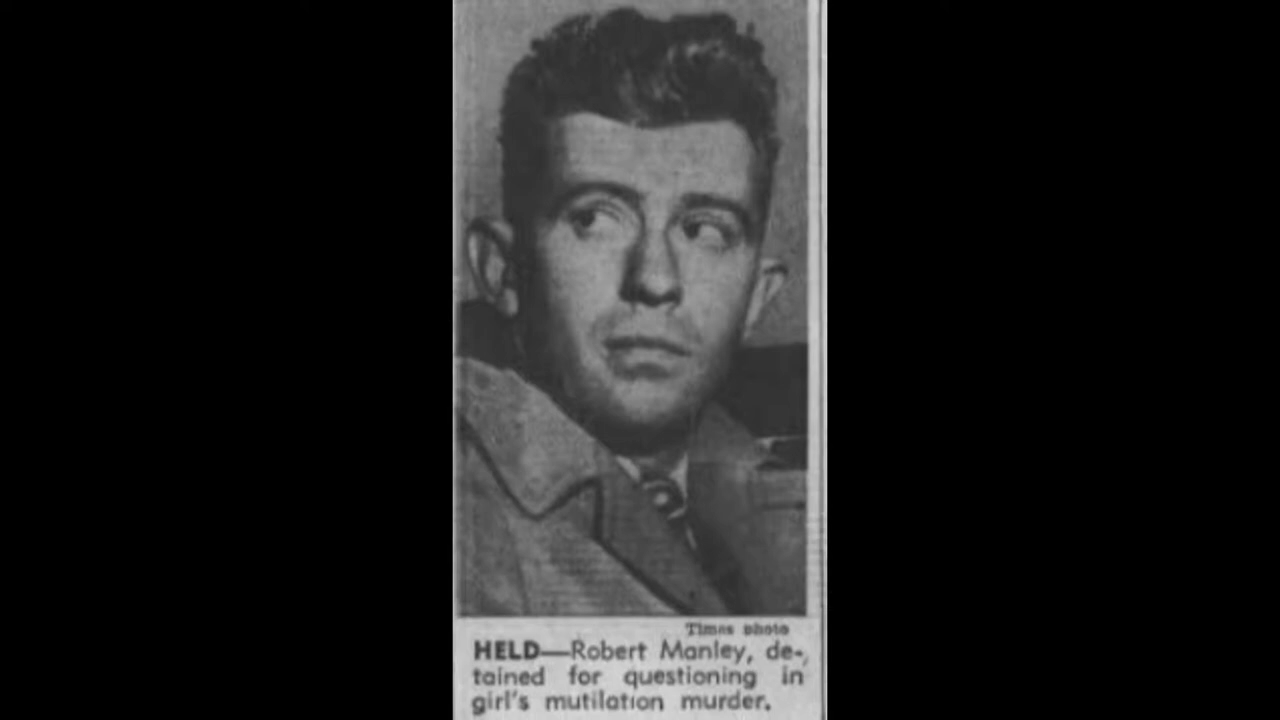 Times photo
HELD—Robert Manley, de-
tained for questioning in
girl's mutilation murder.